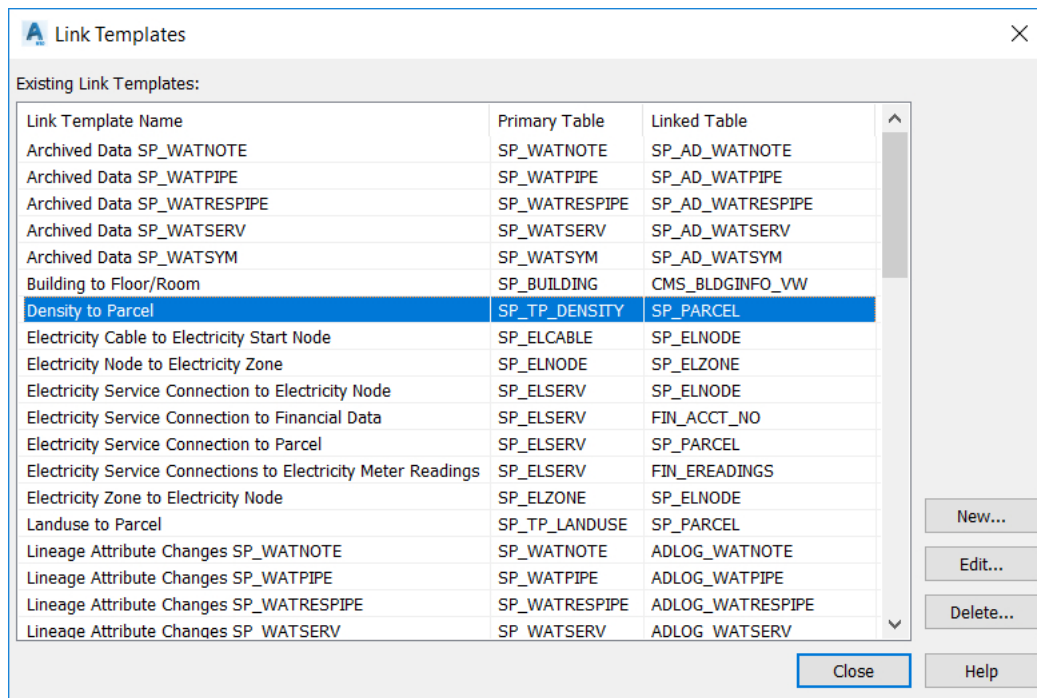 Link Templates
Existing Link Templates:
Link Template Name Primary Table Linked Table
Archived Data SP_WATNOTE SP_WATNOTE SP_AD_WATNOTE
Archived Data SP_WATPIPE SP_WATPIPE SP_AD_WATPIPE
Archived Data SP_WATRESPIPE SP_WATRESPIPE SP_AD_WATRESPIPE
Archived Data SP_WATSERV SP_WATSERV SP_AD_WATSERV
Archived Data SP_WATSYM SP_WATSYM SP_AD_WATSYM
Building to Floor/Room SP_BUILDING CMS_BLDGINFO_VW
Density to Parcel SP_TP_DENSITY SP_PARCEL
Electricity Cable to Electricity Start Node SP_ELCABLE SP_ELNODE
Electricity Node to Electricity Zone SP_ELNODE SP_ELZONE
Electricity Service Connection to Electricity Node SP_ELSERV SP_ELNODE
Electricity Service Connection to Financial Data SP_ELSERV FIN_ACCT_NO
Electricity Service Connection to Parcel SP_ELSERV SP_PARCEL
Electricity Service Connections to Electricity Meter Readings SP_ELSERV FIN_EREADINGS
Electricity Zone to Electricity Node SP_ELZONE SP_ELNODE
Landuse to Parcel SP_TP_LANDUSE SP_PARCEL
Lineage Attribute Changes SP_WATNOTE SP_WATNOTE ADLOG_WATNOTE
Lineage Attribute Changes SP_WATPIPE SP_WATPIPE ADLOG_WATPIPE
Lineage Attribute Changes SP_WATRESPIPE SP_WATRESPIPE ADLOG_WATRESPIPE
Lineage Attribute Changes SP_WATSERV SP_WATSERV ADLOG_WATSERV
New...
Edit...
Delete...
Close Help